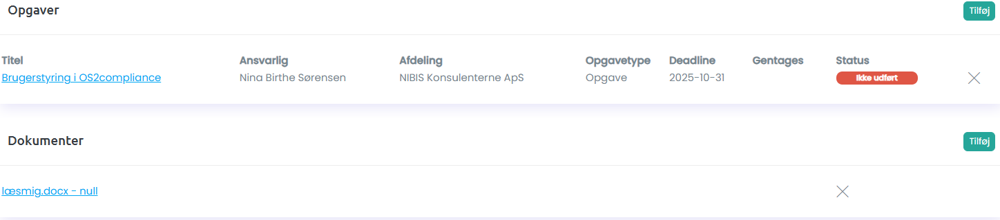 Opgaver
Tilføj
Titel Ansvarlig Afdeling Opgavetype Deadline Gentages Status
Brugerstyring i OS2compliance Nina Birthe Sørensen NIBIS Konsulenterne ApS Opgave 2025-10-31 Ikke udført
Dokumenter
Tilføj
læsmig.docx - null